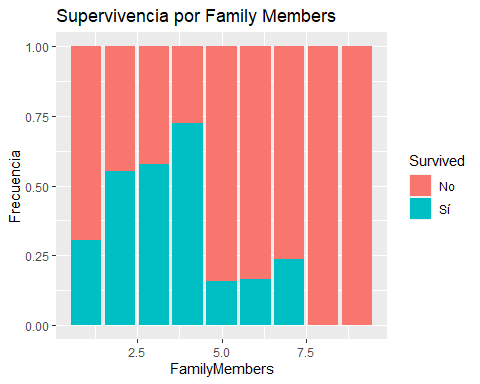 Supervivencia por Family Members
Frecuencia
1.00
0.75
0.50
0.25
0.00
2.5
5.0
7.5
FamilyMembers
Survived
No
Sí